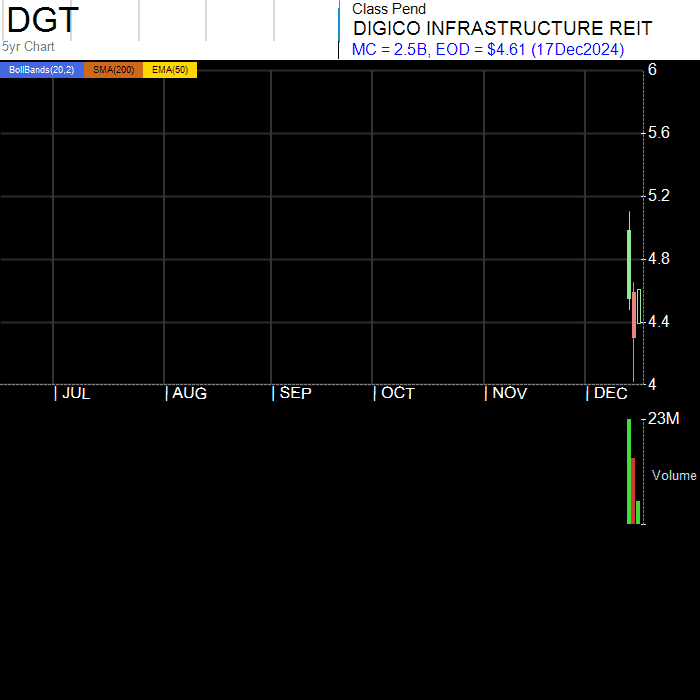 DGT
5yr Chart
Class Pend
DIGICO INFRASTRUCTURE REIT
MC = 2.5B, EOD = $4.61 (17Dec2024)
BollBands(20,2) SMA(200) EMA(50)
6
5.6
5.2
4.8
4.4
4
JUL AUG SEP OCT NOV DEC
23M
Volume